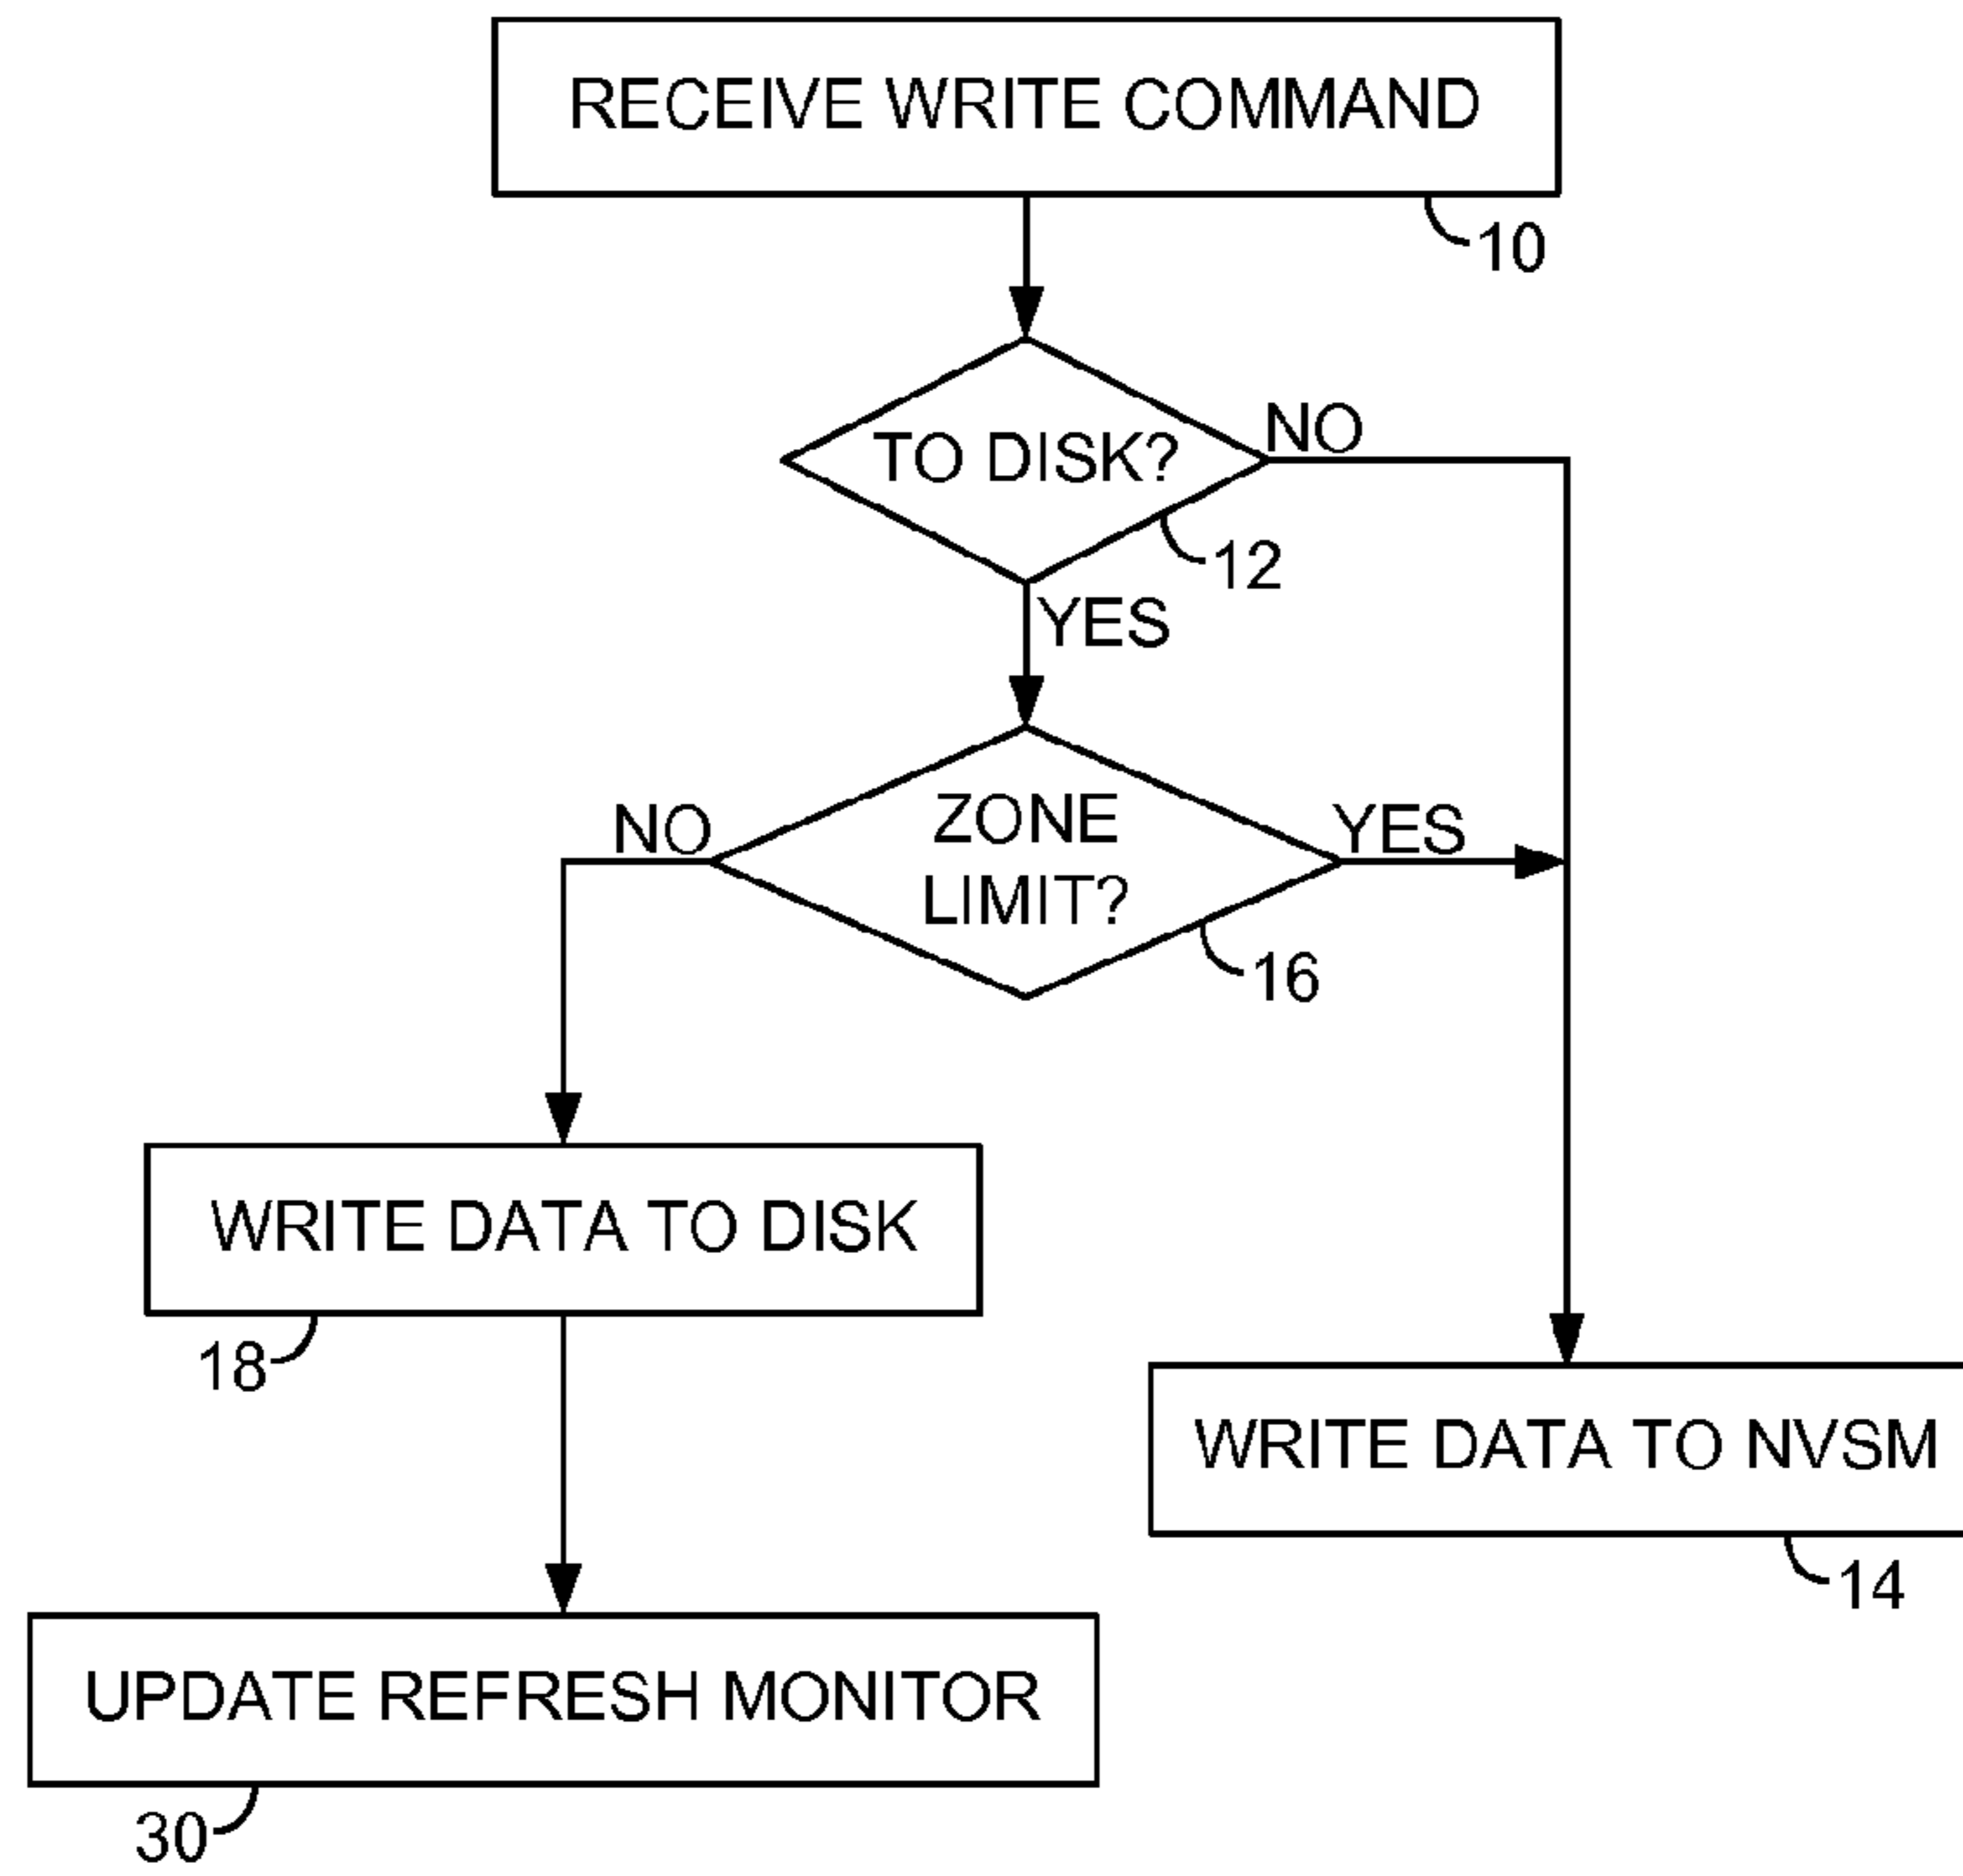 RECEIVE WRITE COMMAND
10
TO DISK?
NO
12
YES
ZONE
LIMIT?
NO
YES
16
WRITE DATA TO DISK
18
WRITE DATA TO NVSM
14
UPDATE REFRESH MONITOR
30